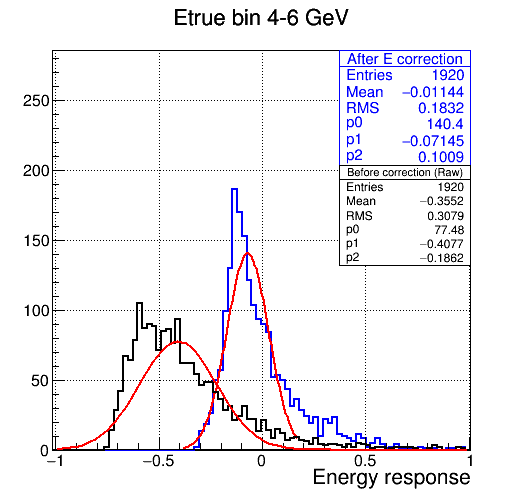 Etrue bin 4-6 GeV
After E correction
Entries 1920
Mean −0.01144
RMS 0.1832
p0 140.4
p1 −0.07145
p2 0.1009
Before correction (Raw)
Entries 1920
Mean −0.3552
RMS 0.3079
p0 77.48
p1 −0.4077
p2 −0.1862
250
200
150
100
50
0
−1 −0.5 0 0.5 1
Energy response